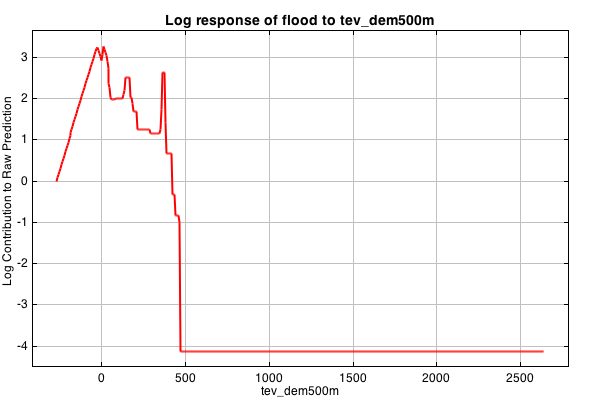 Log response of flood to tev_dem500m
Log Contribution to Raw Prediction
3
2
1
0
-1
-2
-3
-4
0 500 1000 1500 2000 2500
tev_dem500m